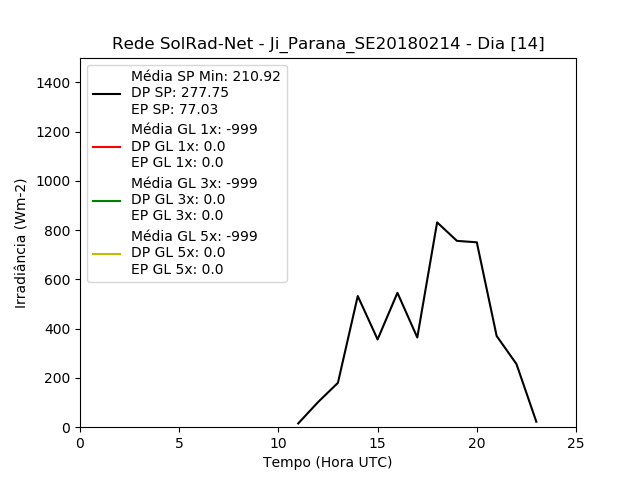 Rede SolRad-Net - Ji_Parana_SE20180214 - Dia [14]
Média SP Min: 210.92
DP SP: 277.75
EP SP: 77.03
Média GL 1x: -999
DP GL 1x: 0.0
EP GL 1x: 0.0
Média GL 3x: -999
DP GL 3x: 0.0
EP GL 3x: 0.0
Média GL 5x: -999
DP GL 5x: 0.0
EP GL 5x: 0.0
Irradiância (Wm-2)
1400
1200
1000
800
600
400
200
0
0 5 10 15 20 25
Tempo (Hora UTC)